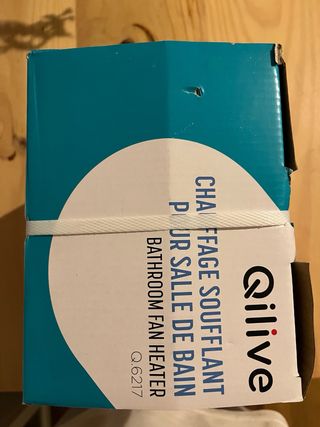 Qilive
CHAUFFAGE SOUFFLANT
POUR SALLE DE BAIN
BATHROOM FAN HEATER
Q.6217